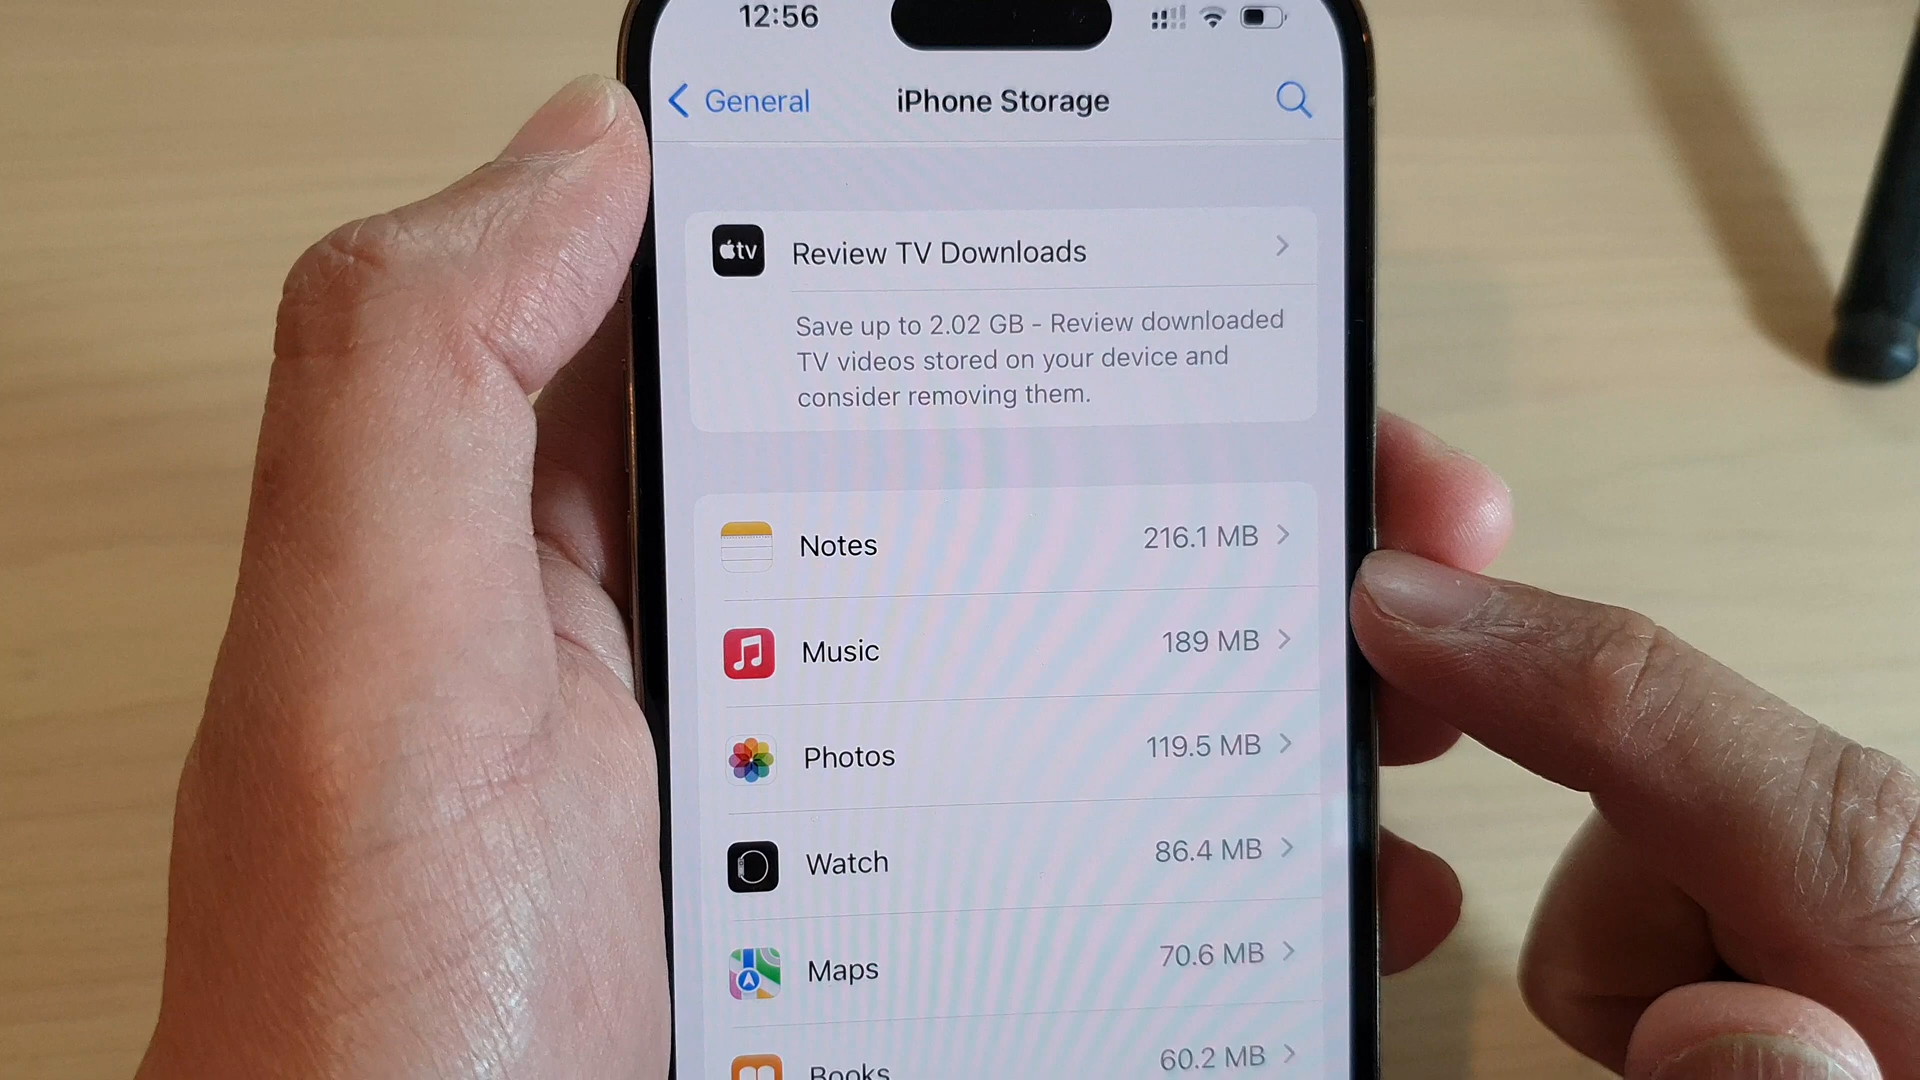 12:56
General
iPhone Storage
tv
Review TV Downloads
Save up to 2.02 GB - Review downloaded
TV videos stored on your device and
consider removing them.
Notes 216.1 MB
Music 189 MB
Photos 119.5 MB
Watch 86.4 MB
Maps 70.6 MB
Books 60.2 MB